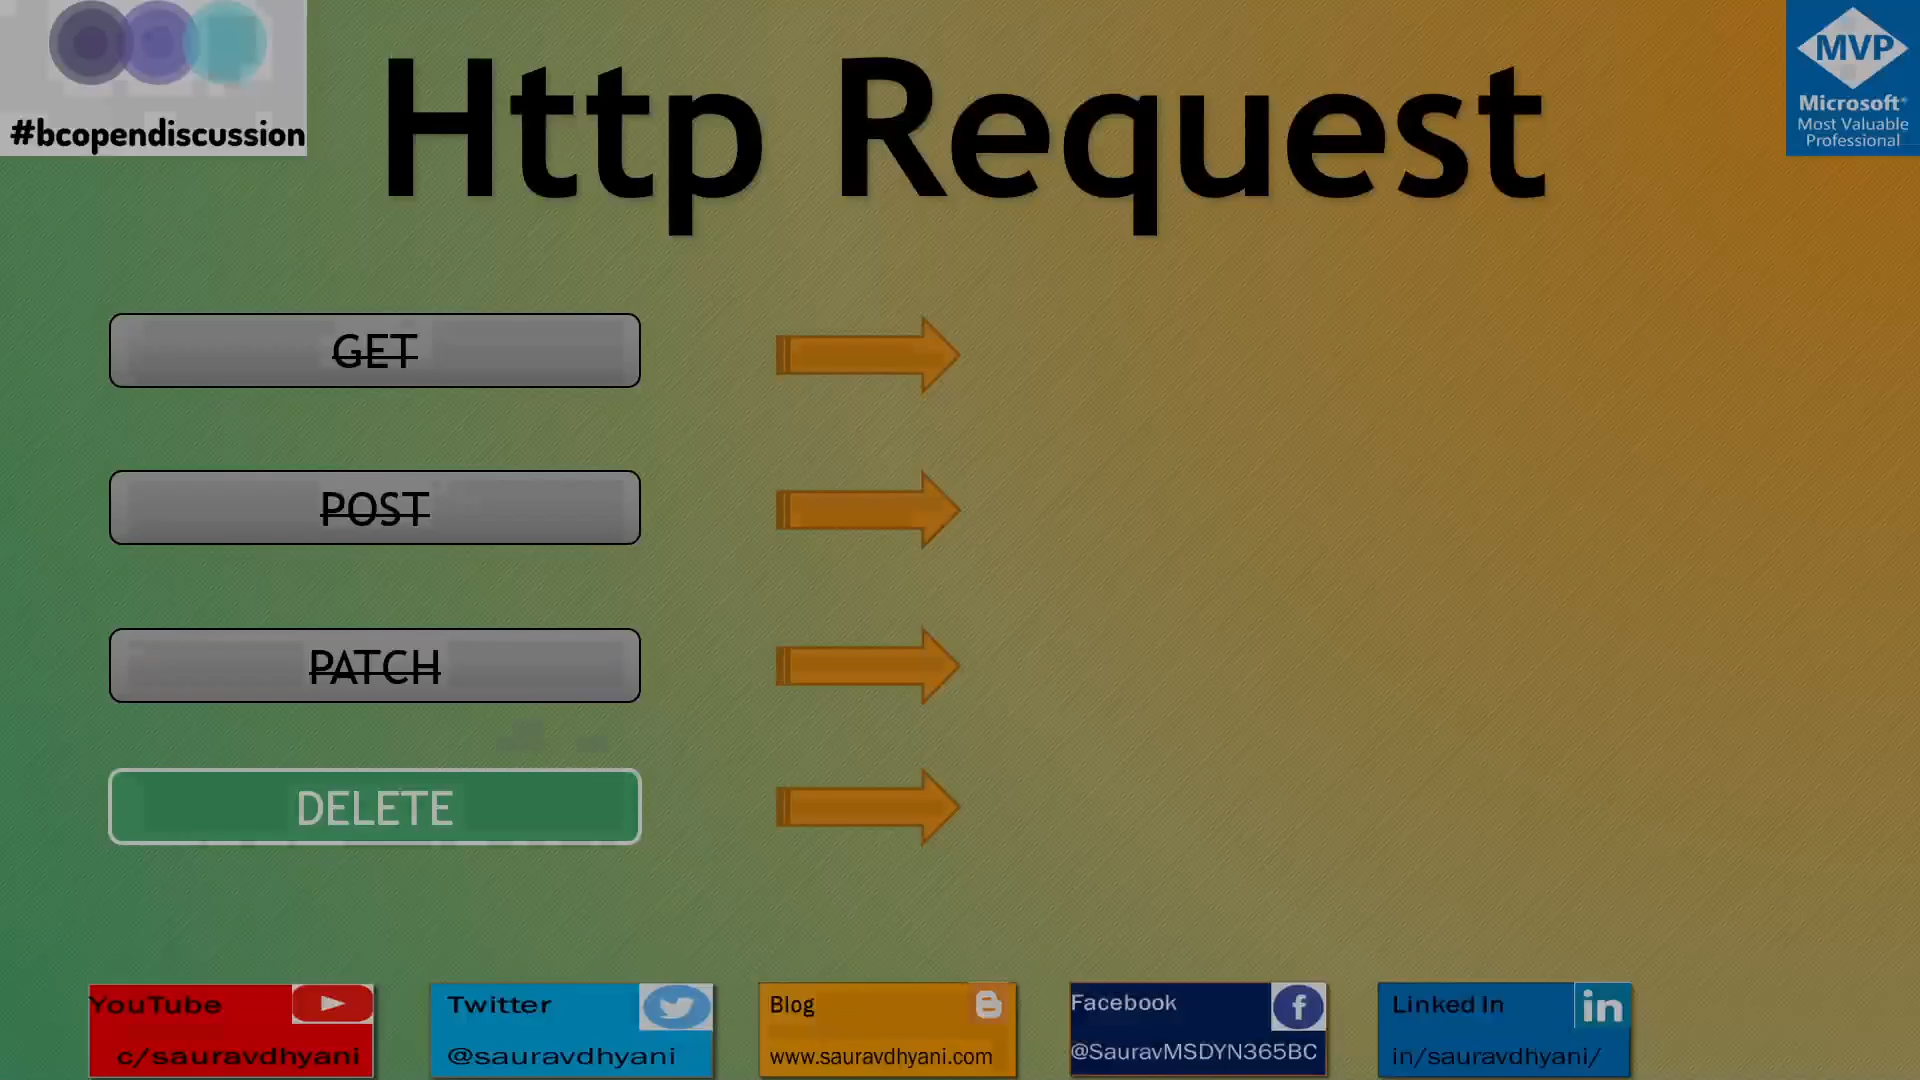 #bcopendiscussion
Http Request
MVP
Microsoft®
Most Valuable
Professional
GET
POST
PATCH
DELETE
YouTube
c/sauravdhyani
Twitter
@sauravdhyani
Blog
www.sauravdhyani.com
Facebook
@SauravMSDYN365BC
Linked In
in
in/sauravdhyani/